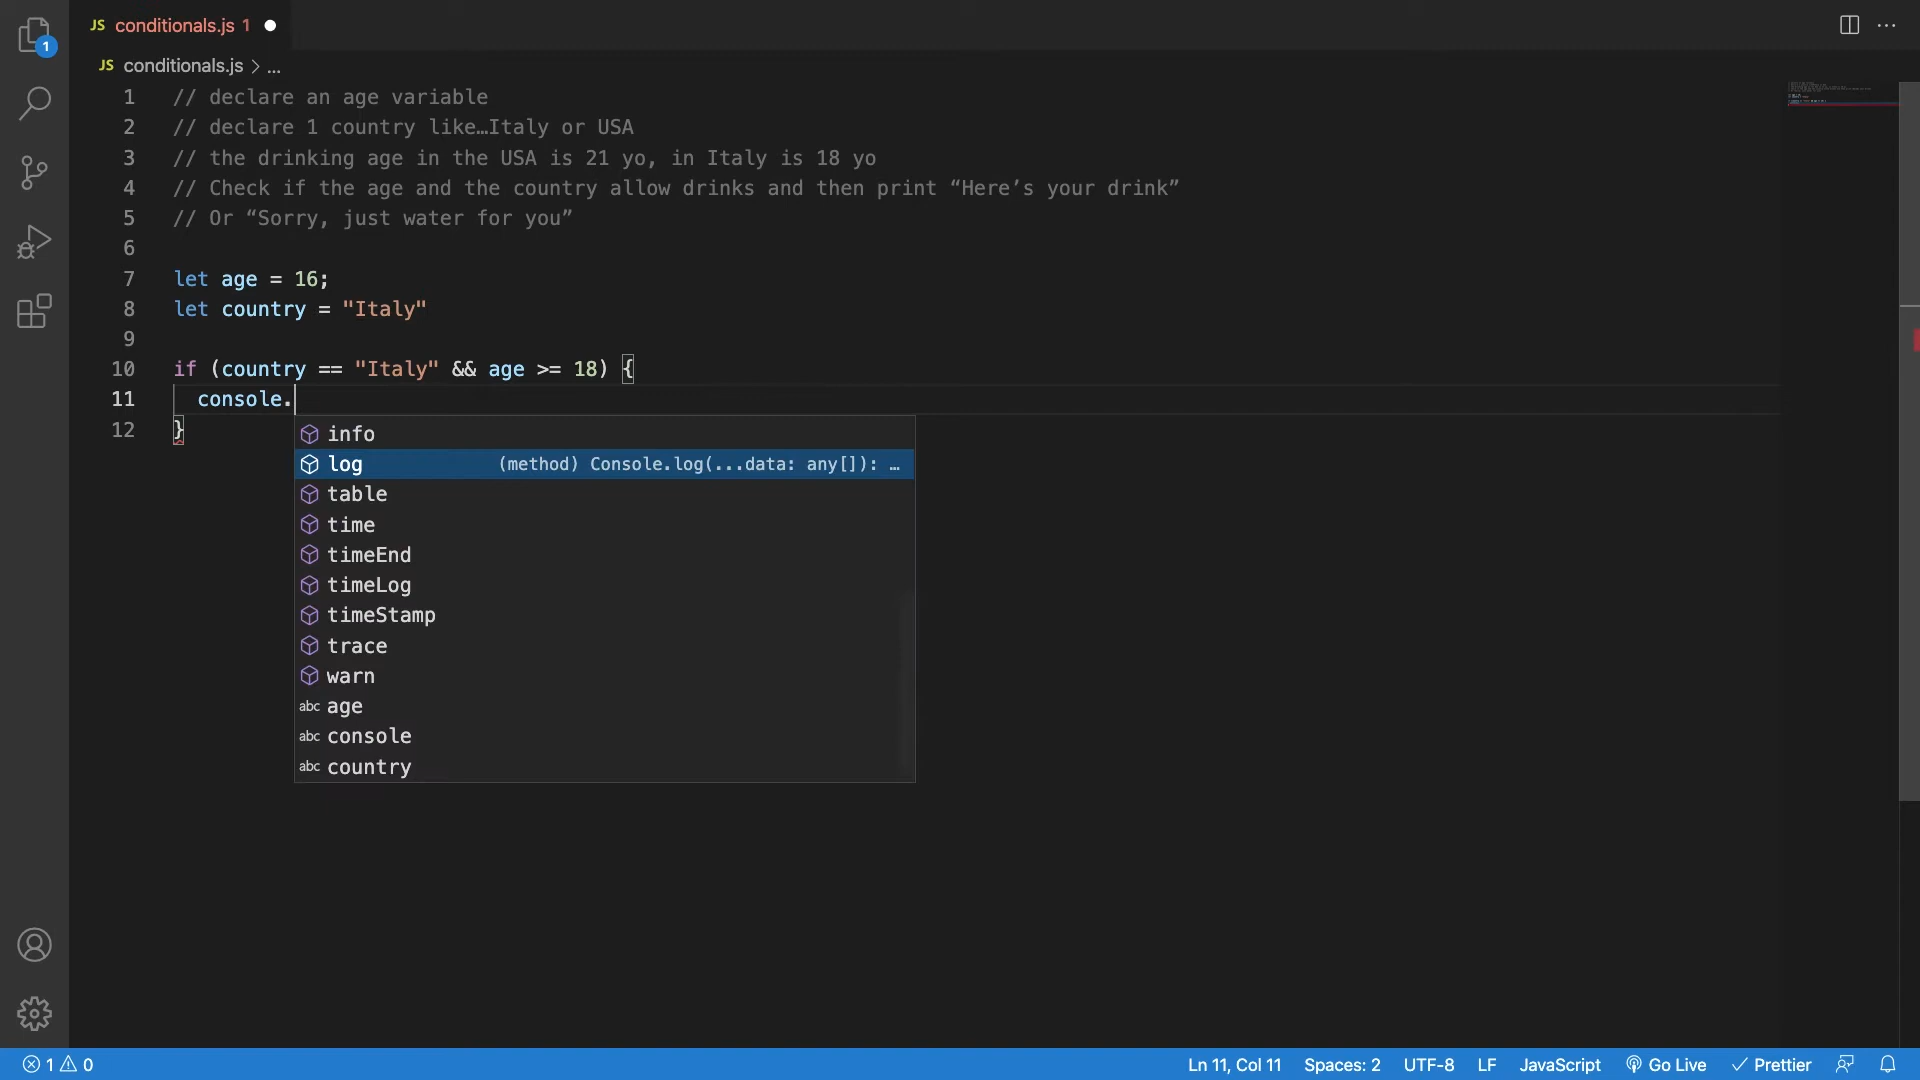 1
JS conditionals.js 1
JS conditionals.js > ...
1 // declare an age variable
2 // declare 1 country like…Italy or USA
3 // the drinking age in the USA is 21 yo, in Italy is 18 yo
4 // Check if the age and the country allow drinks and then print “Here’s your drink”
5 // Or “Sorry, just water for you”
6
7 let age = 16;
8 let country = "Italy"
9
10 if (country == "Italy" && age >= 18) {
11 console.
12 }
info
log (method) Console.log(...data: any[]): …
table
time
timeEnd
timeLog
timeStamp
trace
warn
abc age
abc console
abc country
1 0 Ln 11, Col 11 Spaces: 2 UTF-8 LF JavaScript Go Live Prettier